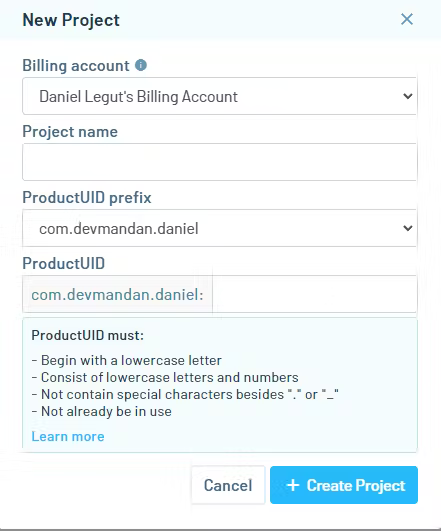 New Project
Billing account
Daniel Legut's Billing Account
Project name
ProductUID prefix
com.devmandan.daniel
ProductUID
com.devmandan.daniel:
ProductUID must:
- Begin with a lowercase letter
- Consist of lowercase letters and numbers
- Not contain special characters besides "." or "_"
- Not already be in use
Learn more
Cancel
+ Create Project